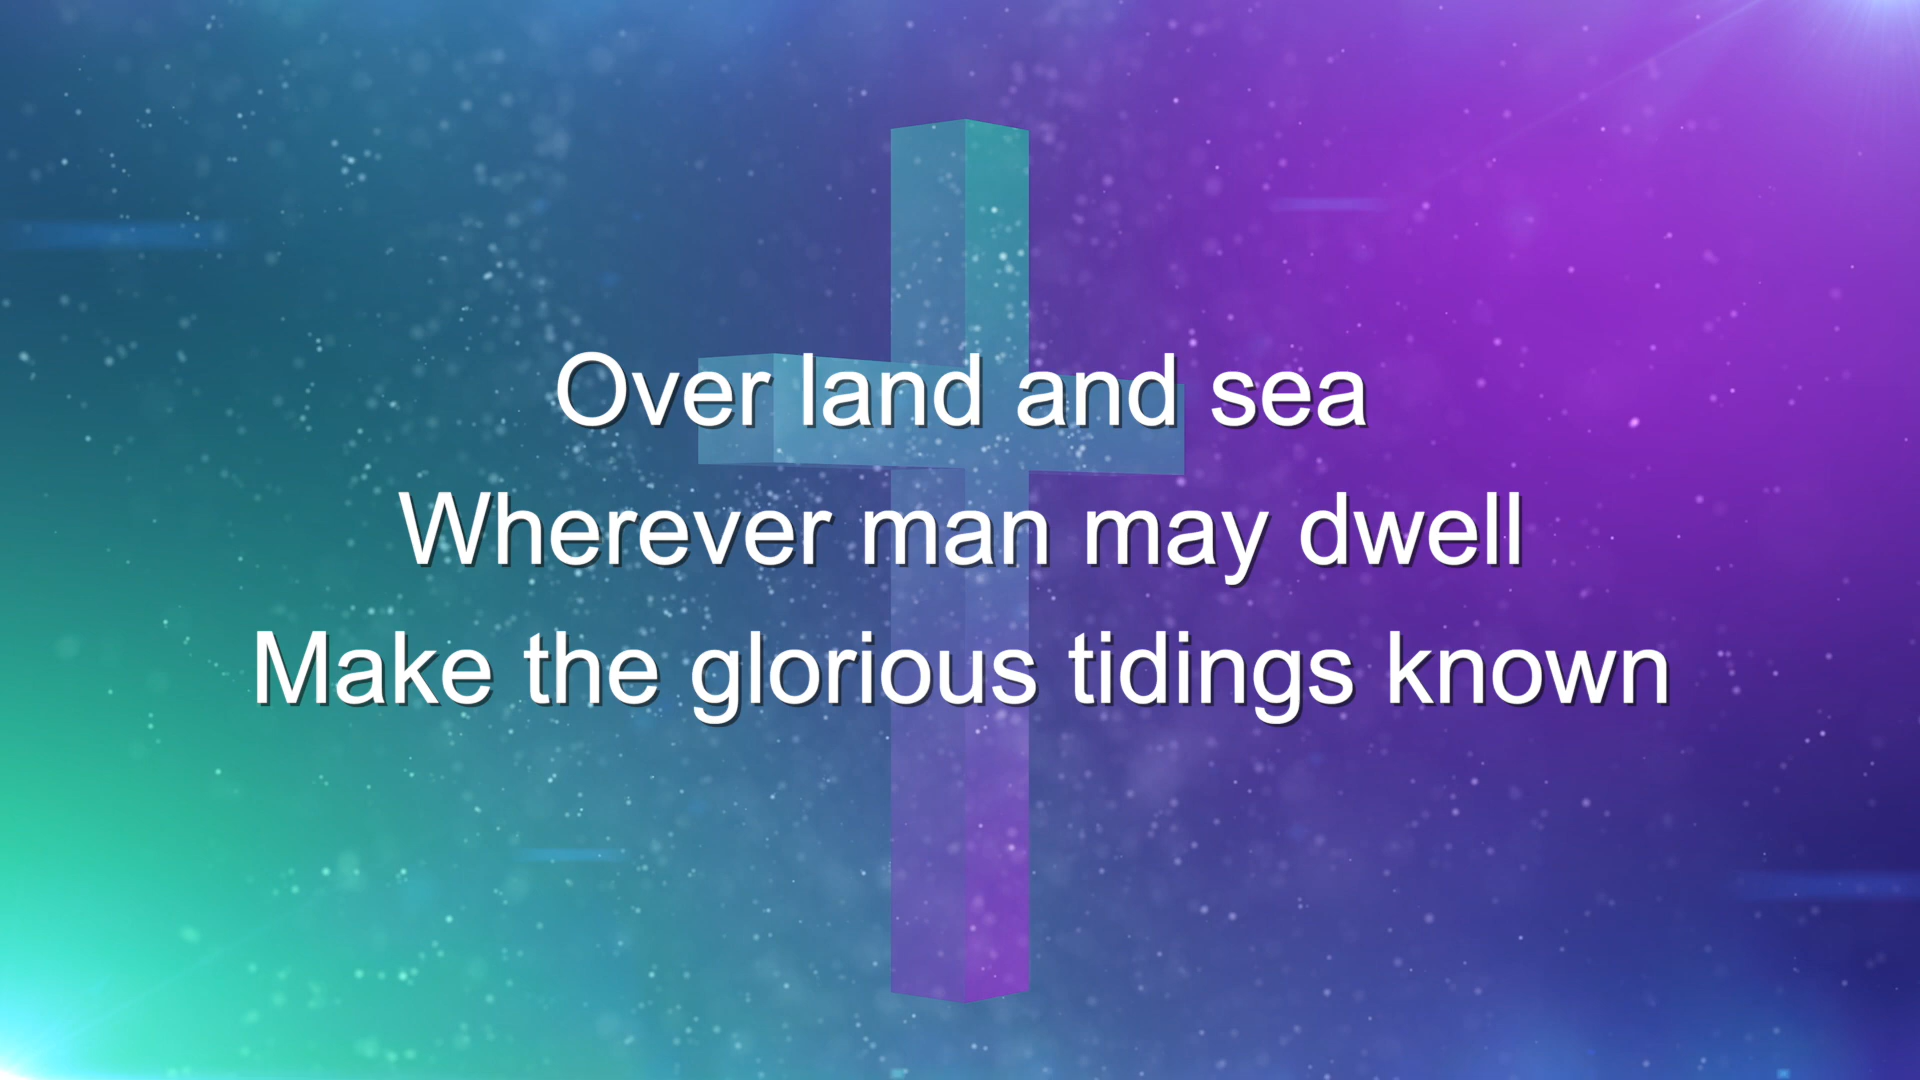 Over land and sea
Wherever man may dwell
Make the glorious tidings known